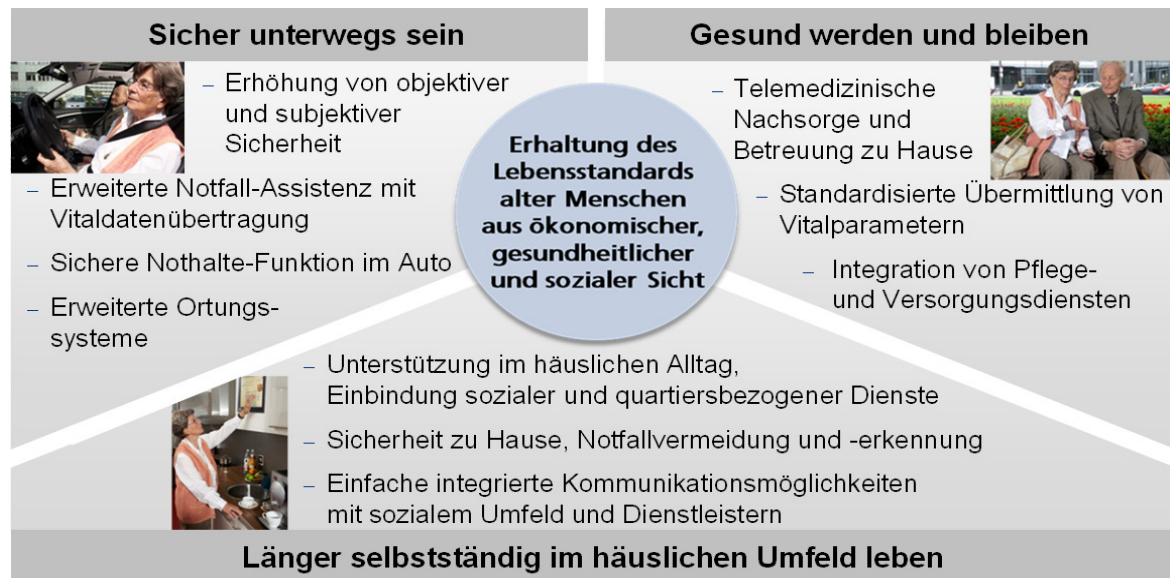 Sicher unterwegs sein
– Erhöhung von objektiver
und subjektiver
Sicherheit
– Erweiterte Notfall-Assistenz mit
Vitaldatenübertragung
– Sichere Nothalte-Funktion im Auto
– Erweiterte Ortungs-
systeme
Gesund werden und bleiben
– Telemedizinische
Nachsorge und
Betreuung zu Hause
– Standardisierte Übermittlung von
Vitalparametern
– Integration von Pflege-
und Versorgungsdiensten
Erhaltung des
Lebensstandards
alter Menschen
aus ökonomischer,
gesundheitlicher
und sozialer Sicht
– Unterstützung im häuslichen Alltag,
Einbindung sozialer und quartiersbezogener Dienste
– Sicherheit zu Hause, Notfallvermeidung und -erkennung
– Einfache integrierte Kommunikationsmöglichkeiten
mit sozialem Umfeld und Dienstleistern
Länger selbstständig im häuslichen Umfeld leben